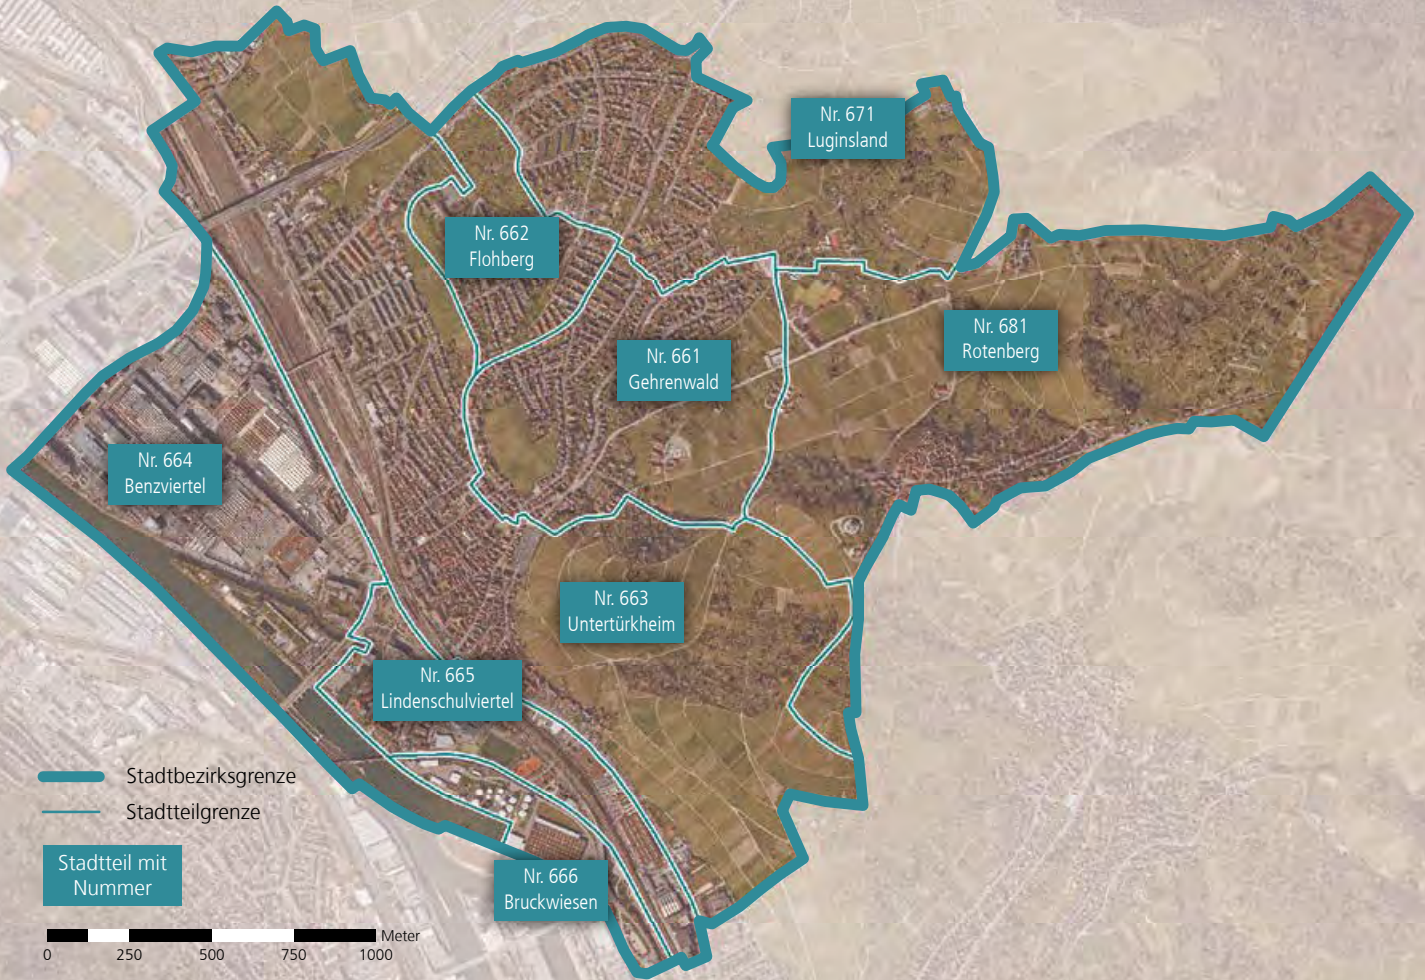 Nr. 671
Luginsland
Nr. 662
Flohberg
Nr. 681
Rotenberg
Nr. 661
Gehrenwald
Nr. 664
Benzviertel
Nr. 663
Untertürkheim
Nr. 665
Lindenschulviertel
Nr. 666
Bruckwiesen
Stadtbezirksgrenze
Stadtteilgrenze
Stadtteil mit
Nummer
Meter
0 250 500 750 1000